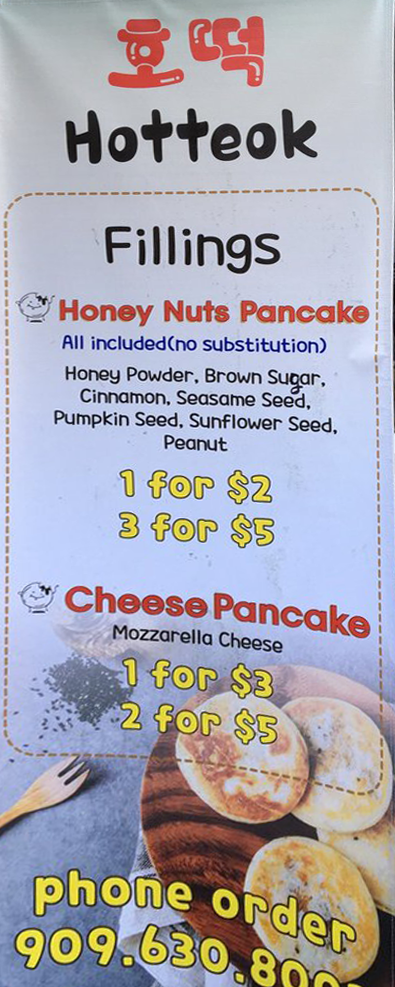 호떡
Hotteok
Fillings
Honey Nuts Pancake
All included(no substitution)
Honey Powder, Brown Sugar,
Cinnamon, Seasame Seed,
Pumpkin Seed, Sunflower Seed,
Peanut
1 for $2
3 for $5
Cheese Pancake
Mozzarella Cheese
1 for $3
2 for $5
phone order